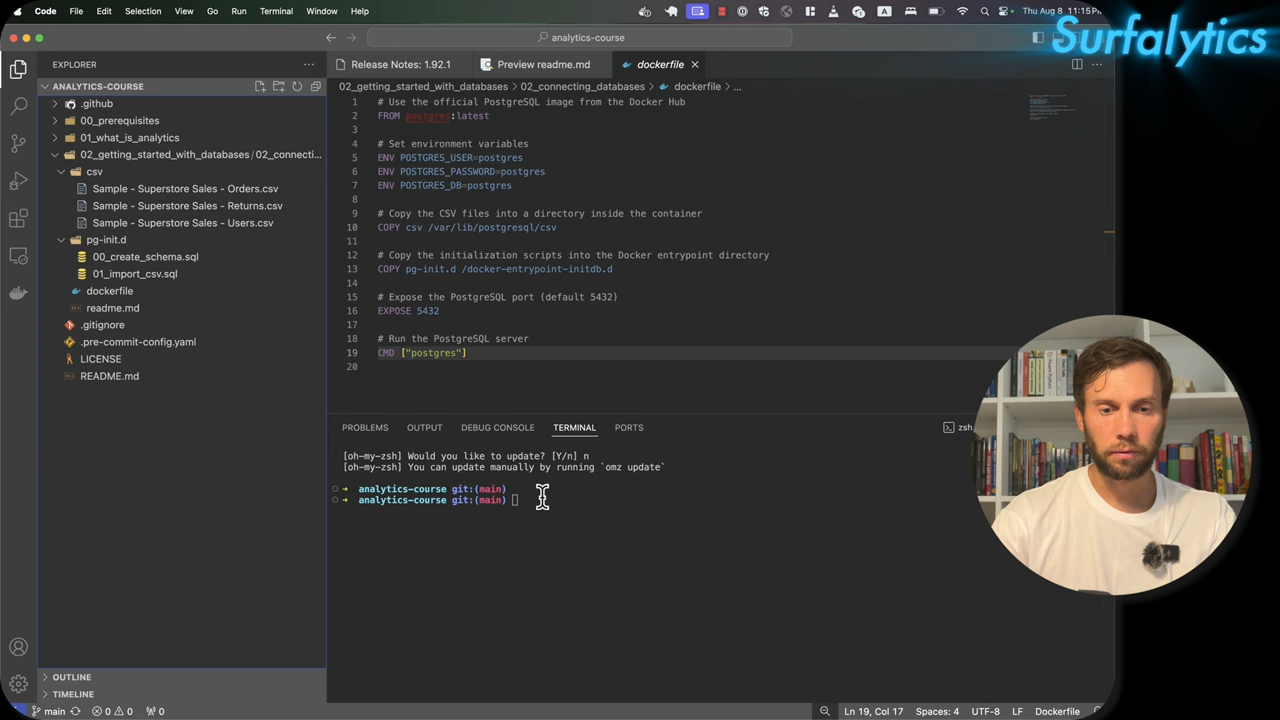 Code File Edit Selection View Go Run Terminal Window Help
A Thu Aug 8 11:15 P
Surfalytics
analytics-course
EXPLORER
Release Notes: 1.92.1
Preview readme.md
dockerfile
ANALYTICS-COURSE
02_getting_started_with_databases > 02_connecting_databases > dockerfile > ...
.github
00_prerequisites
01_what_is_analytics
02_getting_started_with_databases / 02_connecti...
csv
Sample - Superstore Sales - Orders.csv
Sample - Superstore Sales - Returns.csv
Sample - Superstore Sales - Users.csv
pg-init.d
00_create_schema.sql
01_import_csv.sql
dockerfile
readme.md
.gitignore
.pre-commit-config.yaml
LICENSE
README.md
OUTLINE
TIMELINE
1 # Use the official PostgreSQL image from the Docker Hub
2 FROM postgres:latest
3
4 # Set environment variables
5 ENV POSTGRES_USER=postgres
6 ENV POSTGRES_PASSWORD=postgres
7 ENV POSTGRES_DB=postgres
8
9 # Copy the CSV files into a directory inside the container
10 COPY csv /var/lib/postgresql/csv
11
12 # Copy the initialization scripts into the Docker entrypoint directory
13 COPY pg-init.d /docker-entrypoint-initdb.d
14
15 # Expose the PostgreSQL port (default 5432)
16 EXPOSE 5432
17
18 # Run the PostgreSQL server
19 CMD ["postgres"]
20
PROBLEMS OUTPUT DEBUG CONSOLE TERMINAL PORTS
zsh
[oh-my-zsh] Would you like to update? [Y/n] n
[oh-my-zsh] You can update manually by running `omz update`
analytics-course git:(main)
analytics-course git:(main)
main 0 0 0
Ln 19, Col 17 Spaces: 4 UTF-8 LF Dockerfile